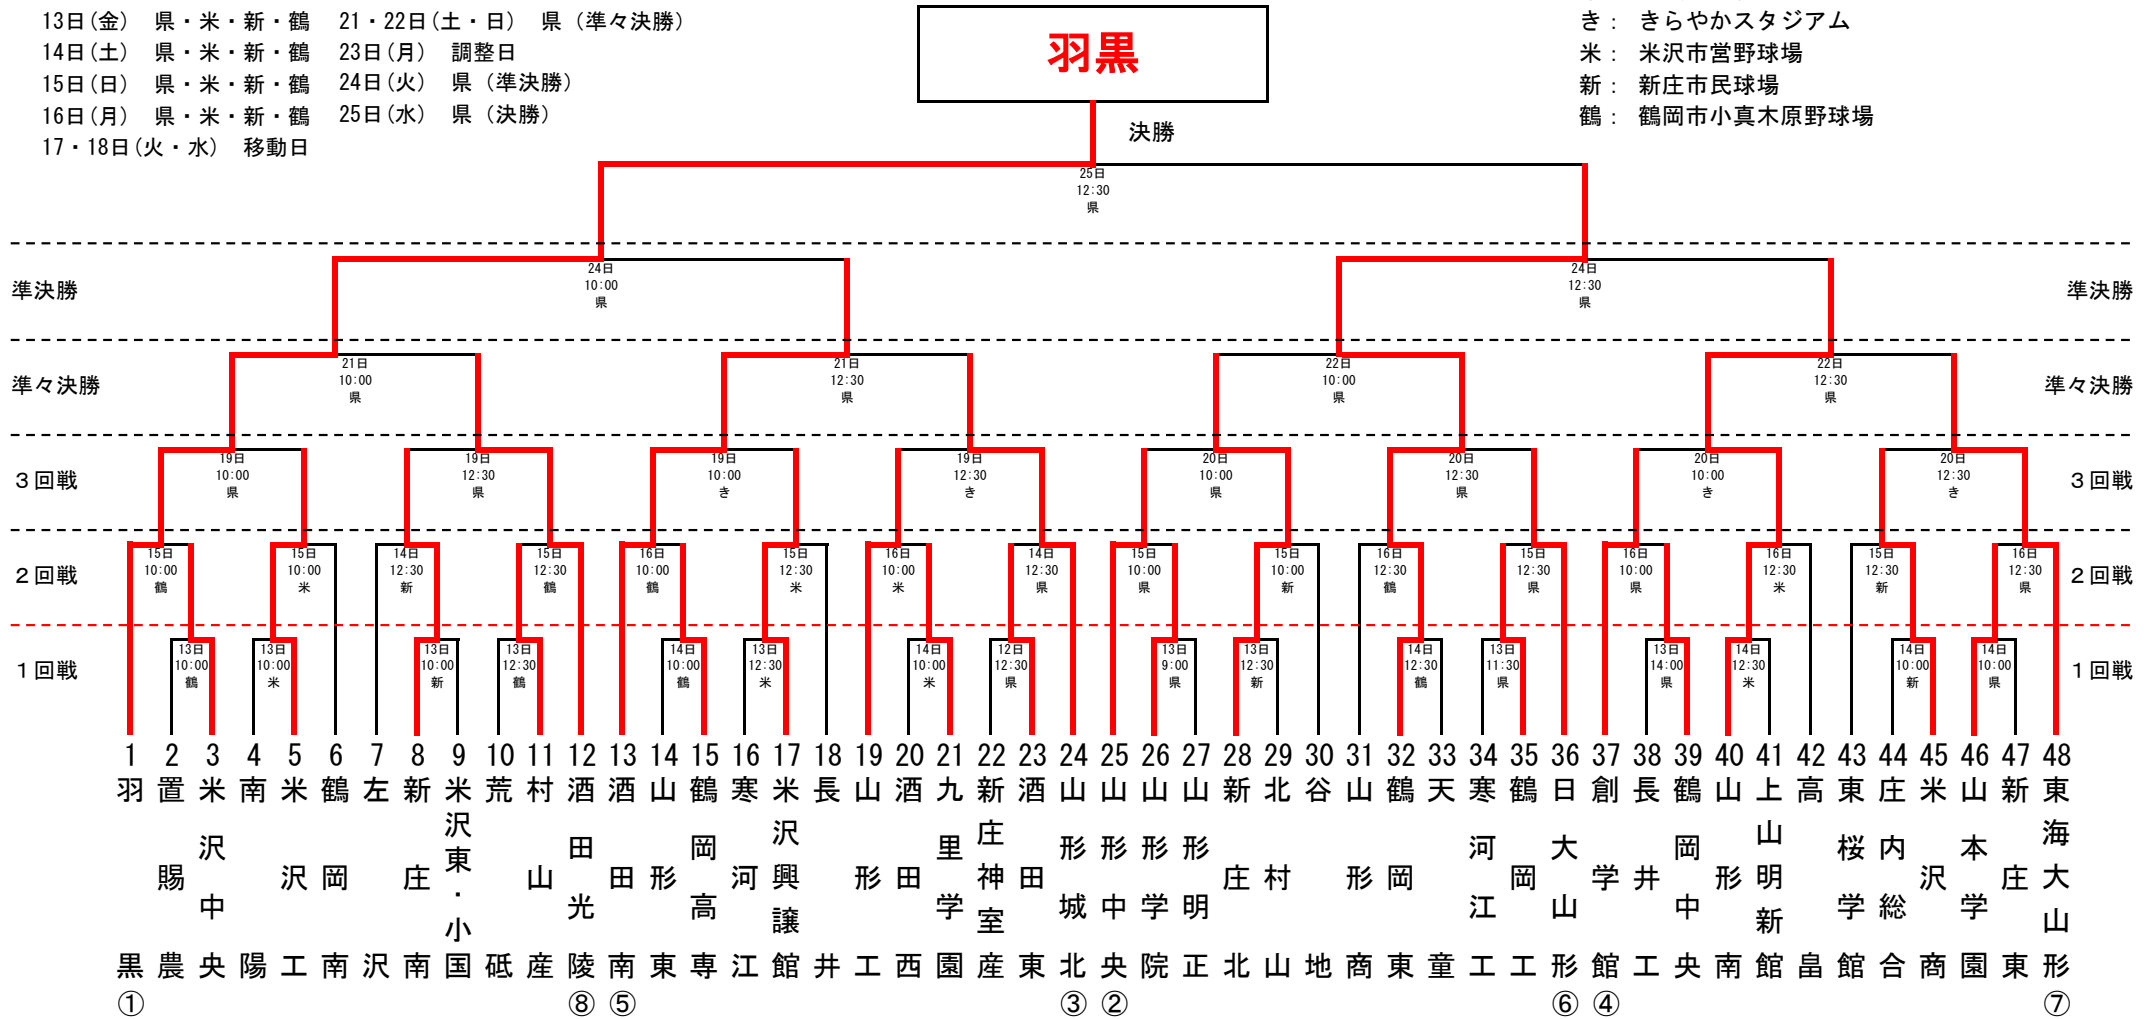 13日(金)　県・米・新・鶴　21・22日(土・日)　県（準々決勝）
14日(土)　県・米・新・鶴　23日(月)　調整日
15日(日)　県・米・新・鶴　24日(火)　県（準決勝）
16日(月)　県・米・新・鶴　25日(水)　県（決勝）
17・18日(火・水)　移動日
羽黒
き：　きらやかスタジアム
米：　米沢市営野球場
新：　新庄市民球場
鶴：　鶴岡市小真木原野球場
決勝
25日
12:30
県
準決勝
24日
10:00
県
24日
12:30
県
準決勝
準々決勝
21日
10:00
県
21日
12:30
県
22日
10:00
県
22日
12:30
県
準々決勝
３回戦
19日
10:00
県
19日
12:30
県
19日
10:00
き
19日
12:30
き
20日
10:00
県
20日
12:30
県
20日
10:00
き
20日
12:30
き
３回戦
２回戦
15日
10:00
鶴
15日
10:00
米
14日
12:30
新
15日
12:30
鶴
16日
10:00
鶴
15日
12:30
米
16日
10:00
米
14日
12:30
県
15日
10:00
県
15日
10:00
新
16日
12:30
鶴
15日
12:30
県
16日
10:00
県
16日
12:30
米
15日
12:30
新
16日
12:30
県
２回戦
１回戦
13日
10:00
鶴
13日
10:00
米
13日
10:00
新
13日
12:30
鶴
14日
10:00
鶴
13日
12:30
米
14日
10:00
米
12日
12:30
県
13日
9:00
県
13日
12:30
新
14日
12:30
鶴
13日
11:30
県
13日
14:00
県
14日
12:30
米
14日
10:00
新
14日
10:00
県
１回戦
1 羽黒 ①
2 置賜農
3 米沢中央
4 南陽
5 米沢工
6 鶴岡南
7 左沢
8 新庄南
9 米沢東・小国
10 荒砥
11 村山産
12 酒田光陵 ⑧
13 酒田南 ⑤
14 山形東
15 鶴岡高専
16 寒河江
17 米沢興譲館
18 長井
19 山形工
20 酒田西
21 九里学園
22 新庄神室産
23 酒田東
24 山形城北 ③
25 山形中央 ②
26 山形学院
27 山形明正
28 新庄北
29 北村山
30 谷地
31 山形商
32 鶴岡東
33 天童
34 寒河江工
35 鶴岡工
36 日大山形 ⑥
37 創学館 ④
38 長井工
39 鶴岡中央
40 山形南
41 上山明新館
42 高畠
43 東桜学館
44 庄内総合
45 米沢商
46 山本学園
47 新庄東
48 東海大山形 ⑦